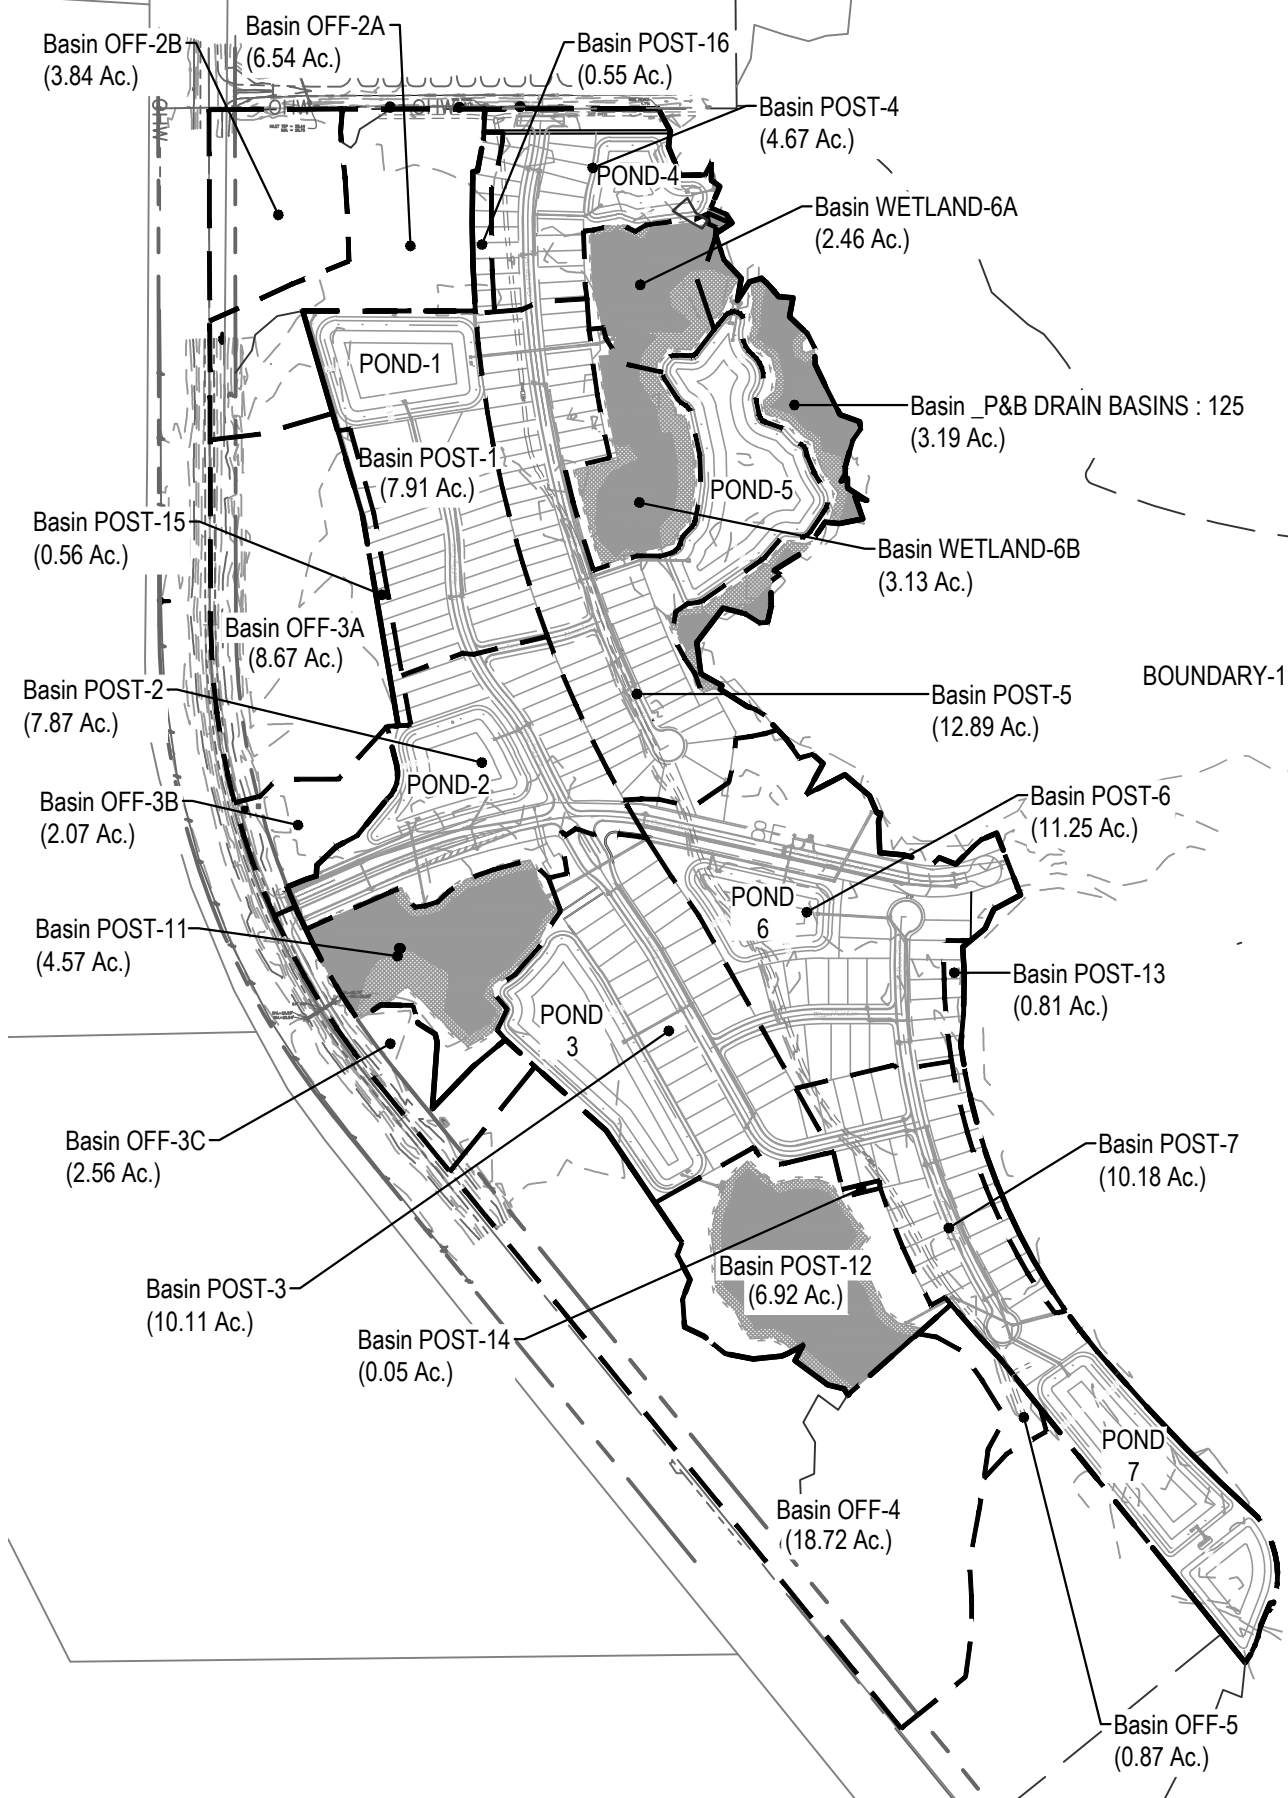 Basin OFF-2B
(3.84 Ac.)
Basin OFF-2A
(6.54 Ac.)
Basin POST-16
(0.55 Ac.)
Basin POST-4
(4.67 Ac.)
POND-4
Basin WETLAND-6A
(2.46 Ac.)
POND-1
Basin _P&B DRAIN BASINS : 125
(3.19 Ac.)
Basin POST-1
(7.91 Ac.)
POND-5
Basin POST-15
(0.56 Ac.)
Basin WETLAND-6B
(3.13 Ac.)
Basin OFF-3A
(8.67 Ac.)
BOUNDARY-1
Basin POST-2
(7.87 Ac.)
Basin POST-5
(12.89 Ac.)
POND-2
Basin OFF-3B
(2.07 Ac.)
Basin POST-6
(11.25 Ac.)
POND
6
Basin POST-11
(4.57 Ac.)
Basin POST-13
(0.81 Ac.)
POND
3
Basin OFF-3C
(2.56 Ac.)
Basin POST-7
(10.18 Ac.)
Basin POST-3
(10.11 Ac.)
Basin POST-12
(6.92 Ac.)
Basin POST-14
(0.05 Ac.)
POND
7
Basin OFF-4
(18.72 Ac.)
Basin OFF-5
(0.87 Ac.)